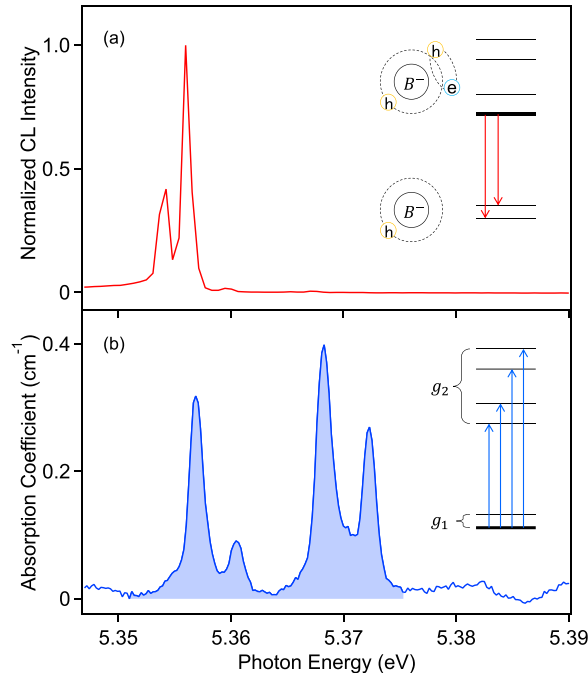 (a)
Normalized CL Intensity
1.0
0.5
0
h
B⁻
e
h
B⁻
h
(b)
Absorption Coefficient (cm⁻¹)
0.4
0.2
0
g₂
g₁
5.35 5.36 5.37 5.38 5.39
Photon Energy (eV)